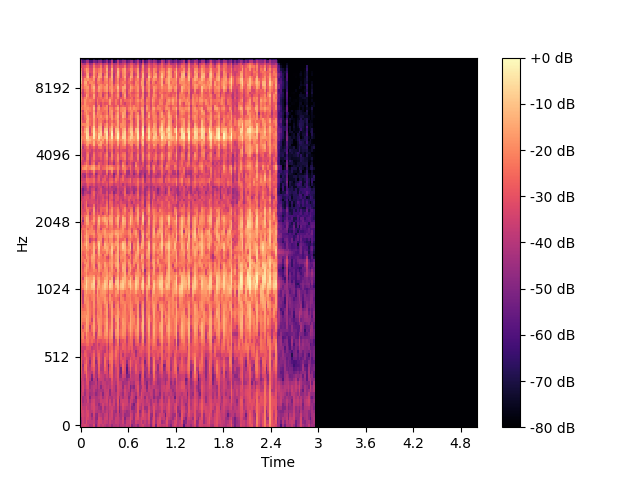 +0 dB
8192
-10 dB
4096
-20 dB
-30 dB
2048
-40 dB
Hz
1024
-50 dB
512
-60 dB
-70 dB
0
-80 dB
0 0.6 1.2 1.8 2.4 3 3.6 4.2 4.8
Time